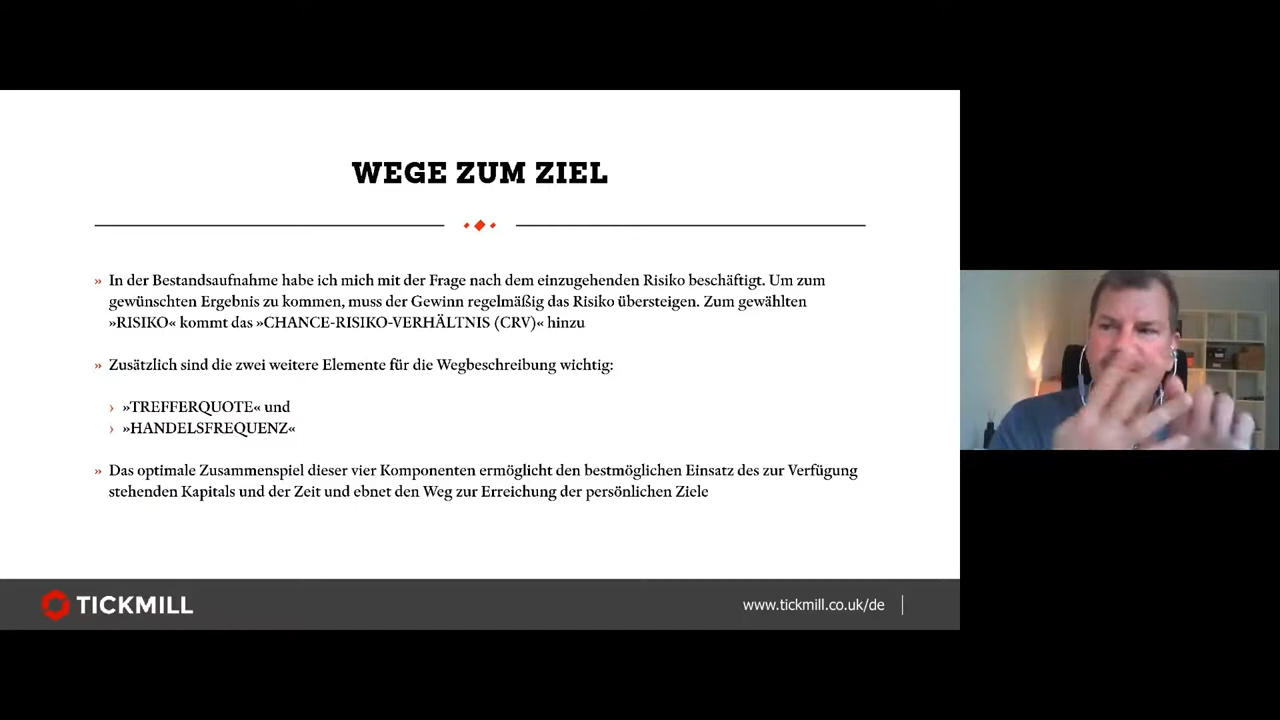 WEGE ZUM ZIEL
» In der Bestandsaufnahme habe ich mich mit der Frage nach dem einzugehenden Risiko beschäftigt. Um zum
gewünschten Ergebnis zu kommen, muss der Gewinn regelmäßig das Risiko übersteigen. Zum gewählten
»RISIKO« kommt das »CHANCE-RISIKO-VERHÄLTNIS (CRV)« hinzu
» Zusätzlich sind die zwei weitere Elemente für die Wegbeschreibung wichtig:
› »TREFFERQUOTE« und
› »HANDELSFREQUENZ«
» Das optimale Zusammenspiel dieser vier Komponenten ermöglicht den bestmöglichen Einsatz des zur Verfügung
stehenden Kapitals und der Zeit und ebnet den Weg zur Erreichung der persönlichen Ziele
TICKMILL
www.tickmill.co.uk/de